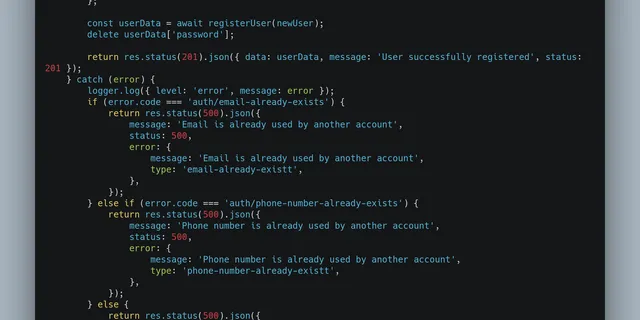 };
const userData = await registerUser(newUser);
delete userData['password'];
return res.status(201).json({ data: userData, message: 'User successfully registered', status:
201 });
} catch (error) {
logger.log({ level: 'error', message: error });
if (error.code === 'auth/email-already-exists') {
return res.status(500).json({
message: 'Email is already used by another account',
status: 500,
error: {
message: 'Email is already used by another account',
type: 'email-already-existt',
},
});
} else if (error.code === 'auth/phone-number-already-exists') {
return res.status(500).json({
message: 'Phone number is already used by another account',
status: 500,
error: {
message: 'Phone number is already used by another account',
type: 'phone-number-already-existt',
},
});
} else {
return res.status(500).json({